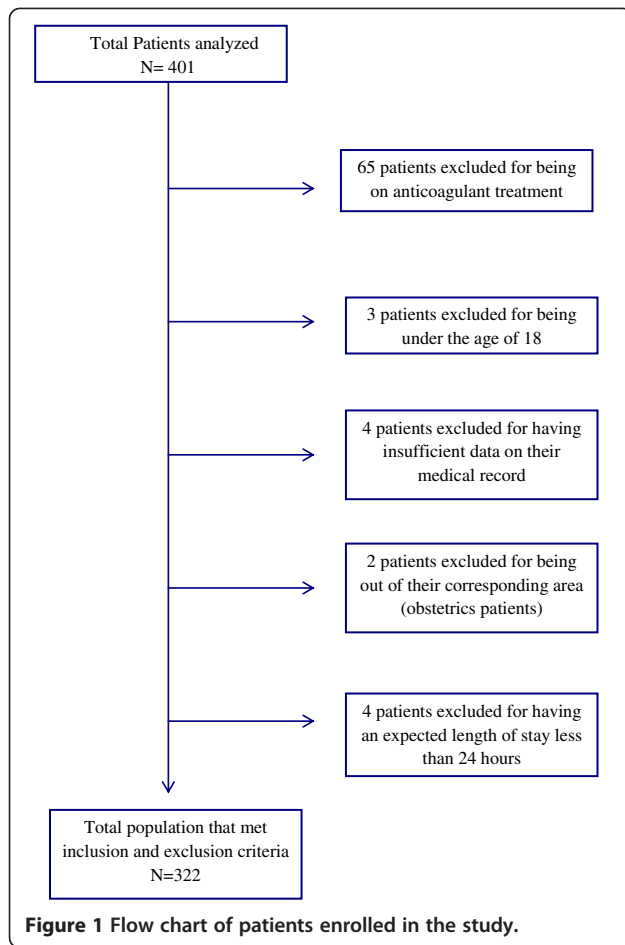 Total Patients analyzed
N= 401
65 patients excluded for being
on anticoagulant treatment
3 patients excluded for being
under the age of 18
4 patients excluded for having
insufficient data on their
medical record
2 patients excluded for being
out of their corresponding area
(obstetrics patients)
4 patients excluded for having
an expected length of stay less
than 24 hours
Total population that met
inclusion and exclusion criteria
N=322
Figure 1 Flow chart of patients enrolled in the study.